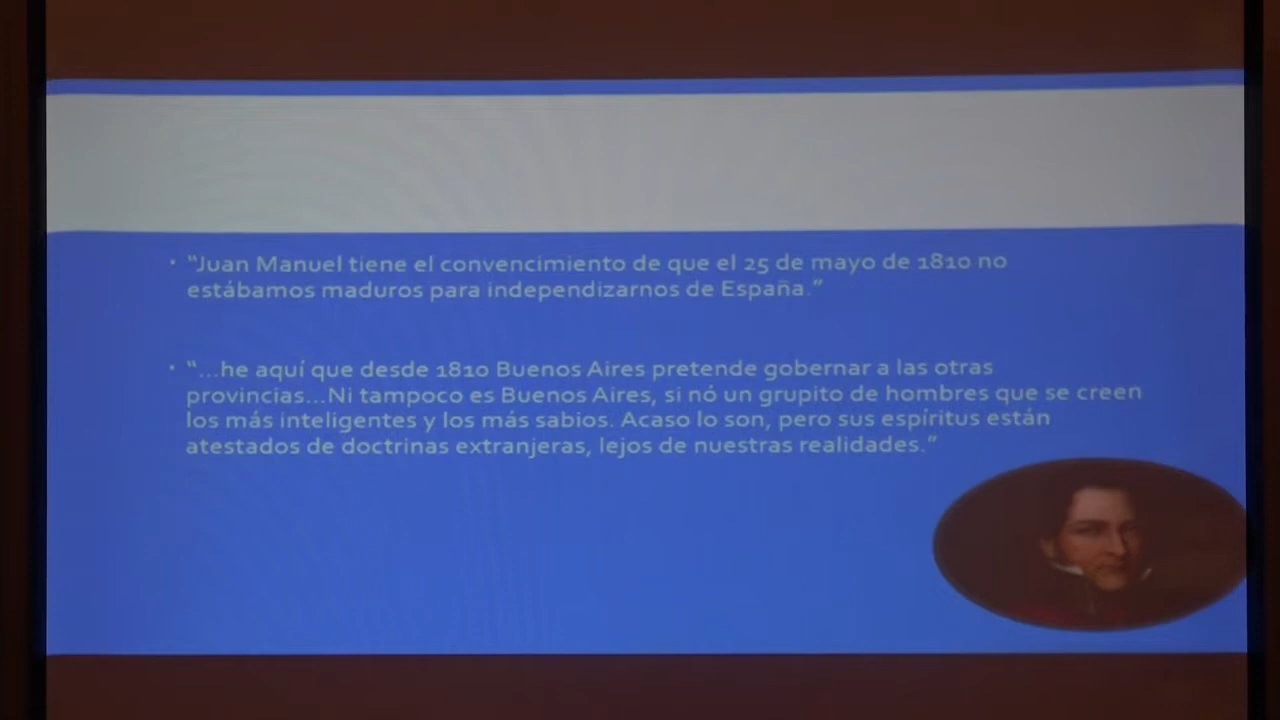 · “Juan Manuel tiene el convencimiento de que el 25 de mayo de 1810 no
estábamos maduros para independizarnos de España.”
· “...he aquí que desde 1810 Buenos Aires pretende gobernar a las otras
provincias...Ni tampoco es Buenos Aires, si nó un grupito de hombres que se creen
los más inteligentes y los más sabios. Acaso lo son, pero sus espíritus están
atestados de doctrinas extranjeras, lejos de nuestras realidades.”